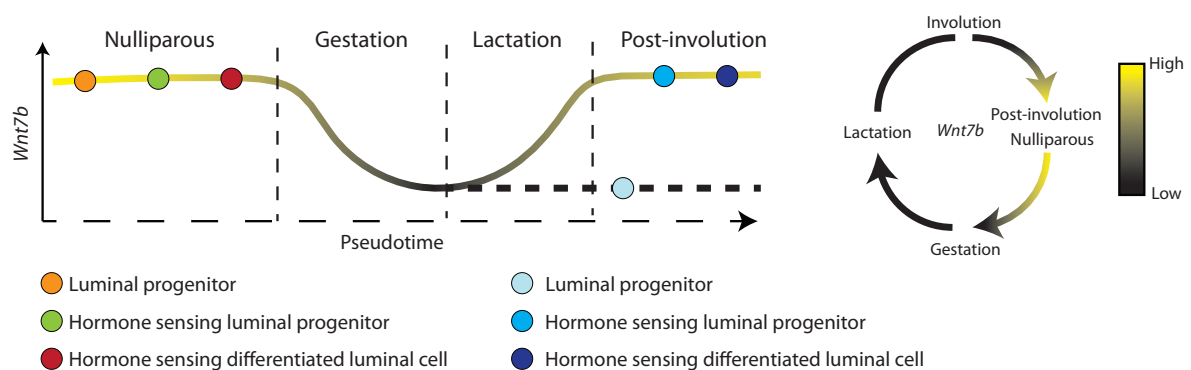 Nulliparous
Gestation
Lactation
Post-involution
Wnt7b
Pseudotime
Involution
Post-involution
Nulliparous
Lactation
Wnt7b
Gestation
High
Low
Luminal progenitor
Hormone sensing luminal progenitor
Hormone sensing differentiated luminal cell
Luminal progenitor
Hormone sensing luminal progenitor
Hormone sensing differentiated luminal cell